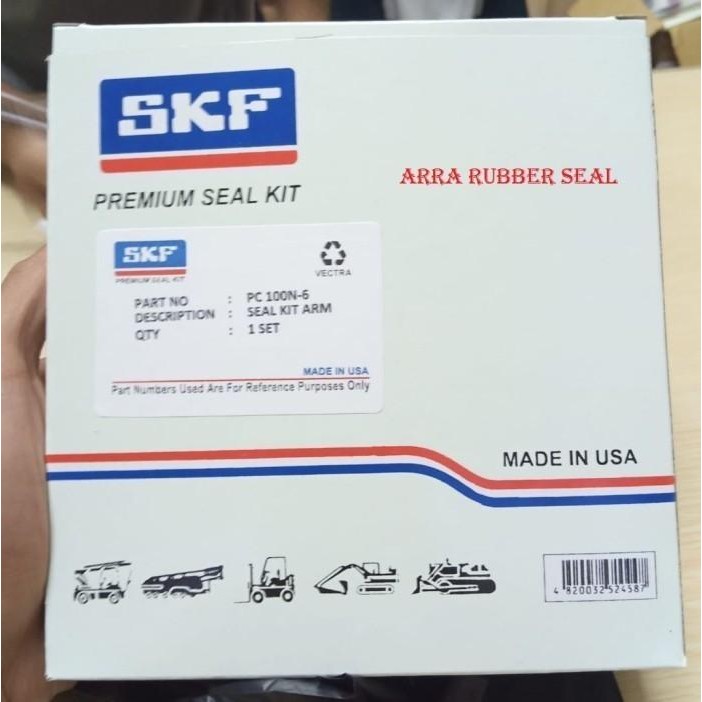 SKF
PREMIUM SEAL KIT
ARRA RUBBER SEAL
SKF
PREMIUM SEAL KIT
VECTRA
PART NO : PC 100N-6
DESCRIPTION : SEAL KIT ARM
QTY : 1 SET
MADE IN USA
Part Numbers Used Are For Reference Purposes Only
MADE IN USA
4 820032 524587